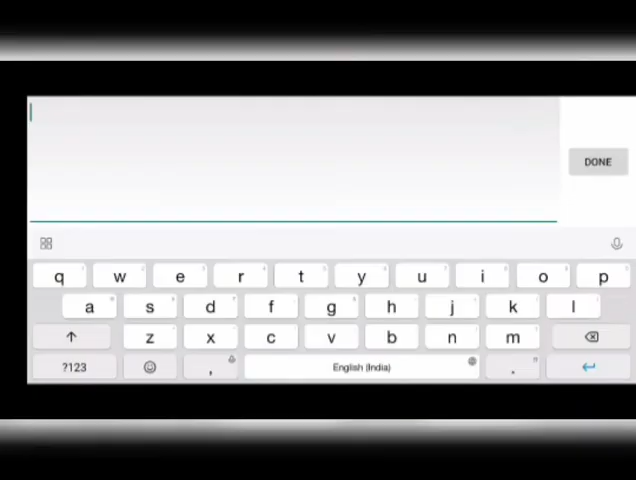 DONE
q w e r t y u i o p
a s d f g h j k l
z x c v b n m
?123 , English (India) .